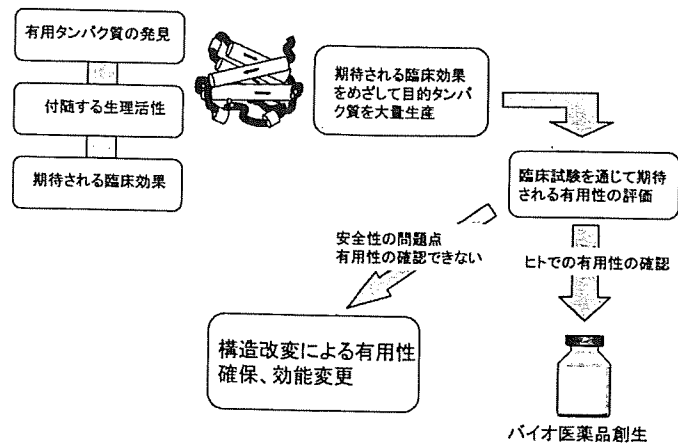 有用タンパク質の発見
付随する生理活性
期待される臨床効果
期待される臨床効果
をめざして目的タンパ
ク質を大量生産
臨床試験を通じて期待
される有用性の評価
安全性の問題点
有用性の確認できない
ヒトでの有用性の確認
構造改変による有用性
確保、効能変更
バイオ医薬品創生